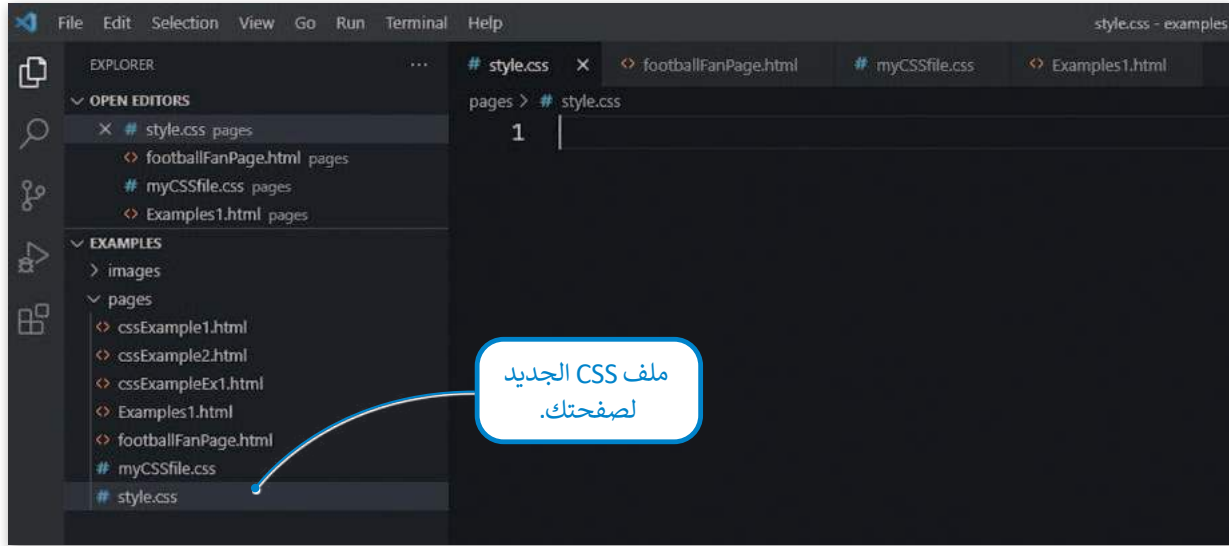 File Edit Selection View Go Run Terminal Help
style.css - examples
EXPLORER ...
OPEN EDITORS
# style.css pages
footballFanPage.html pages
# myCSSfile.css pages
Examples1.html pages
EXAMPLES
images
pages
cssExample1.html
cssExample2.html
cssExampleEx1.html
Examples1.html
footballFanPage.html
# myCSSfile.css
# style.css
# style.css
footballFanPage.html
# myCSSfile.css
Examples1.html
pages > # style.css
1
ملف CSS الجديد
لصفحتك.